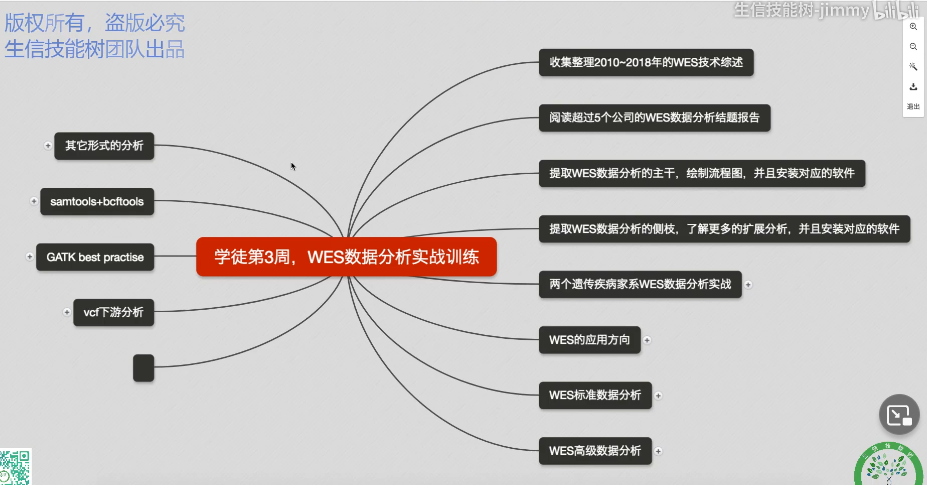 版权所有，盗版必究
生信技能树团队出品
生信技能树-jimmy bilibili
退出
收集整理2010~2018年的WES技术综述
阅读超过5个公司的WES数据分析结题报告
提取WES数据分析的主干，绘制流程图，并且安装对应的软件
提取WES数据分析的侧枝，了解更多的扩展分析，并且安装对应的软件
两个遗传疾病家系WES数据分析实战
WES的应用方向
WES标准数据分析
WES高级数据分析
学徒第3周，WES数据分析实战训练
其它形式的分析
samtools+bcftools
GATK best practise
vcf下游分析